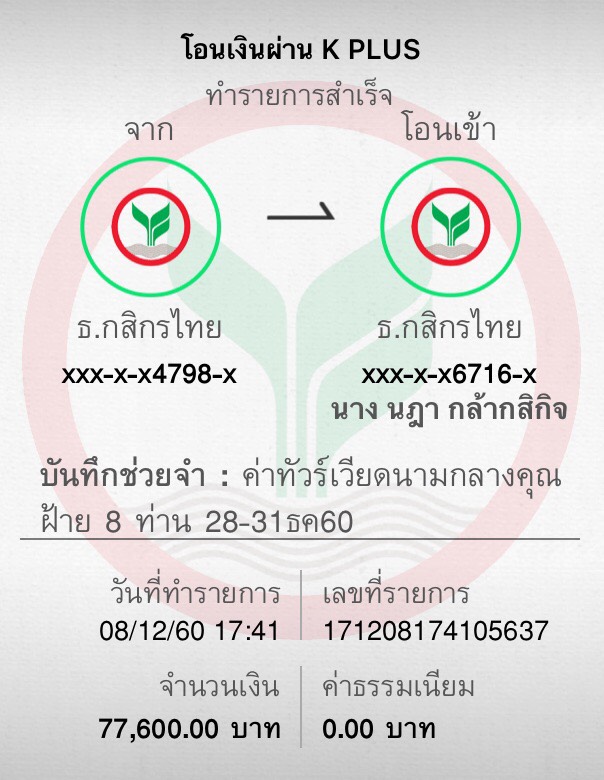 โอนเงินผ่าน K PLUS
ทำรายการสำเร็จ
จาก
โอนเข้า
ธ.กสิกรไทย
ธ.กสิกรไทย
xxx-x-x4798-x
xxx-x-x6716-x
นาง นฎา กล้ากสิกิจ
บันทึกช่วยจำ : ค่าทัวร์เวียดนามกลางคุณ
ฝ้าย 8 ท่าน 28-31ธค60
วันที่ทำรายการ
เลขที่รายการ
08/12/60 17:41
171208174105637
จำนวนเงิน
ค่าธรรมเนียม
77,600.00 บาท
0.00 บาท